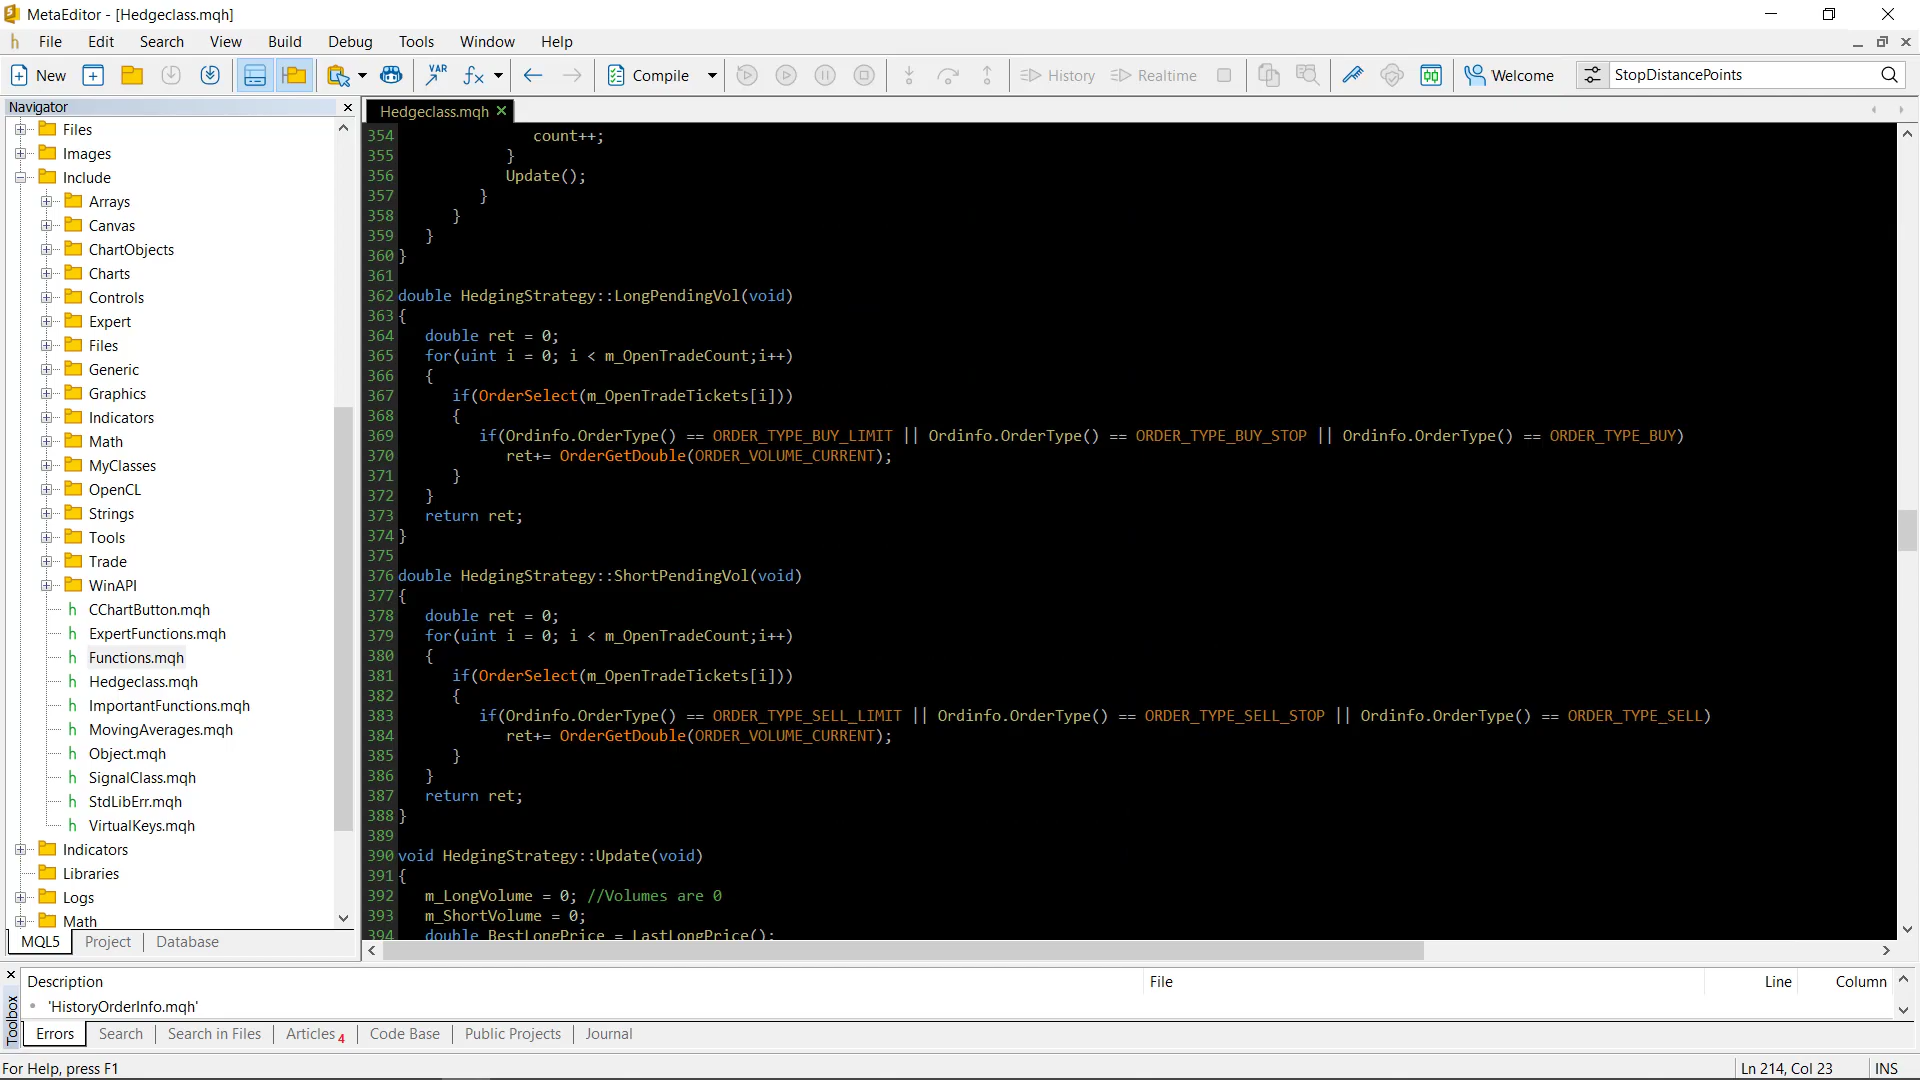 MetaEditor - [Hedgeclass.mqh]
File Edit Search View Build Debug Tools Window Help
New VAR fx Compile History Realtime Welcome StopDistancePoints
Navigator
Files
Images
Include
Arrays
Canvas
ChartObjects
Charts
Controls
Expert
Files
Generic
Graphics
Indicators
Math
MyClasses
OpenCL
Strings
Tools
Trade
WinAPI
h CChartButton.mqh
h ExpertFunctions.mqh
h Functions.mqh
h Hedgeclass.mqh
h ImportantFunctions.mqh
h MovingAverages.mqh
h Object.mqh
h SignalClass.mqh
h StdLibErr.mqh
h VirtualKeys.mqh
Indicators
Libraries
Logs
Math
MQL5 Project Database
Hedgeclass.mqh
354 count++;
355 }
356 Update();
357 }
358 }
359 }
360 }
361
362 double HedgingStrategy::LongPendingVol(void)
363 {
364 double ret = 0;
365 for(uint i = 0; i < m_OpenTradeCount;i++)
366 {
367 if(OrderSelect(m_OpenTradeTickets[i]))
368 {
369 if(Ordinfo.OrderType() == ORDER_TYPE_BUY_LIMIT || Ordinfo.OrderType() == ORDER_TYPE_BUY_STOP || Ordinfo.OrderType() == ORDER_TYPE_BUY)
370 ret+= OrderGetDouble(ORDER_VOLUME_CURRENT);
371 }
372 }
373 return ret;
374 }
375
376 double HedgingStrategy::ShortPendingVol(void)
377 {
378 double ret = 0;
379 for(uint i = 0; i < m_OpenTradeCount;i++)
380 {
381 if(OrderSelect(m_OpenTradeTickets[i]))
382 {
383 if(Ordinfo.OrderType() == ORDER_TYPE_SELL_LIMIT || Ordinfo.OrderType() == ORDER_TYPE_SELL_STOP || Ordinfo.OrderType() == ORDER_TYPE_SELL)
384 ret+= OrderGetDouble(ORDER_VOLUME_CURRENT);
385 }
386 }
387 return ret;
388 }
389
390 void HedgingStrategy::Update(void)
391 {
392 m_LongVolume = 0; //Volumes are 0
393 m_ShortVolume = 0;
394 double BestLongPrice = LastLongPrice();
Toolbox
Description File Line Column
'HistoryOrderInfo.mqh'
Errors Search Search in Files Articles 4 Code Base Public Projects Journal
For Help, press F1 Ln 214, Col 23 INS